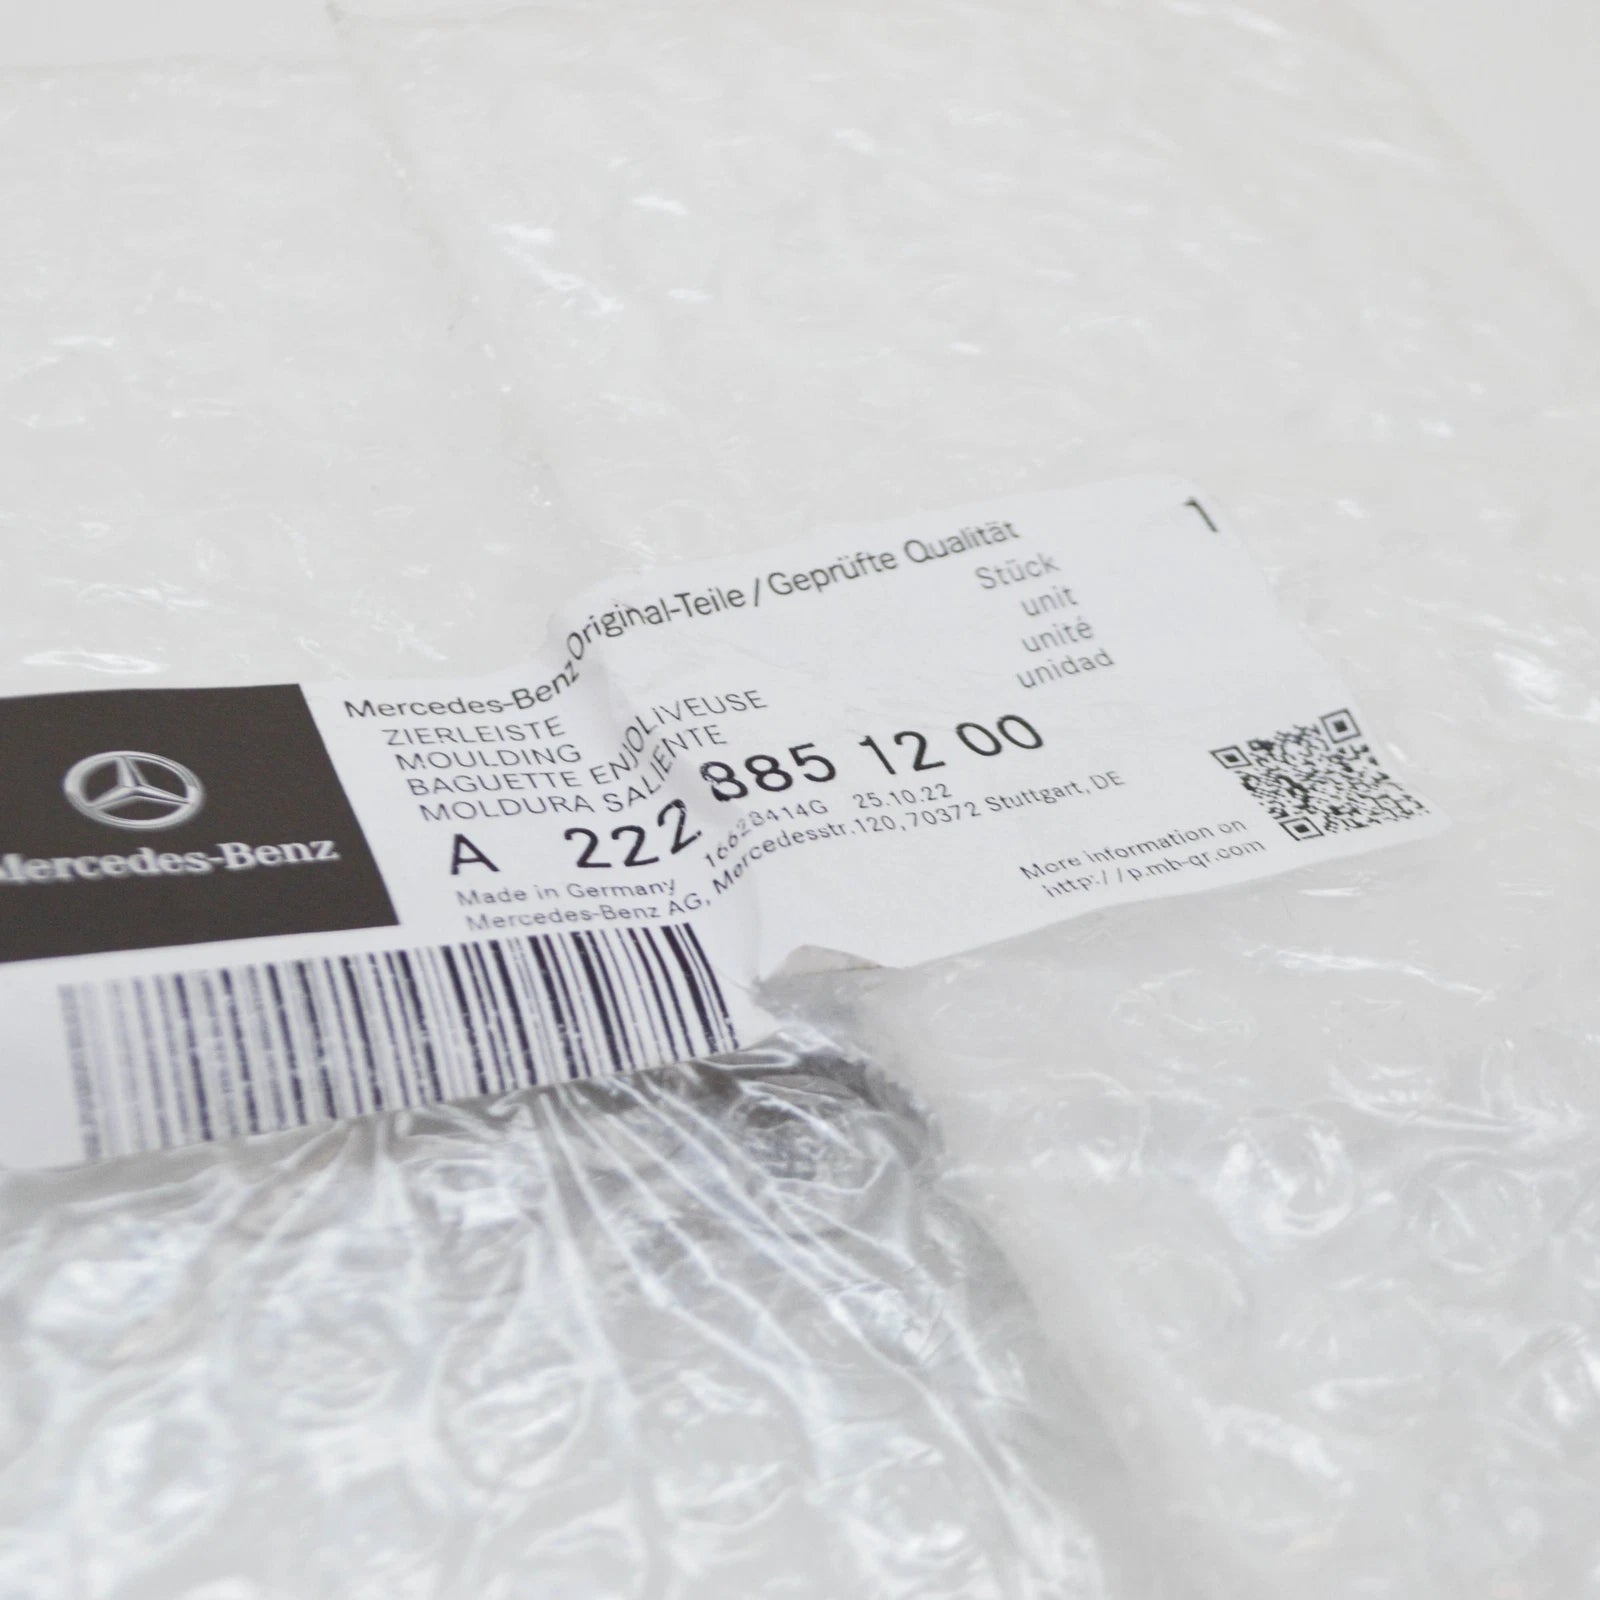 Mercedes-Benz Original-Teile / Geprüfte Qualität
1
Stück
unit
unité
unidad
ZIERLEISTE
MOULDING
BAGUETTE ENJOLIVEUSE
MOLDURA SALIENTE
A 222 885 12 00
16628414G 25.10.22
Made in Germany
Mercedes-Benz AG, Mercedesstr.120, 70372 Stuttgart, DE
More information on
http://p.mb-qr.com
Mercedes-Benz